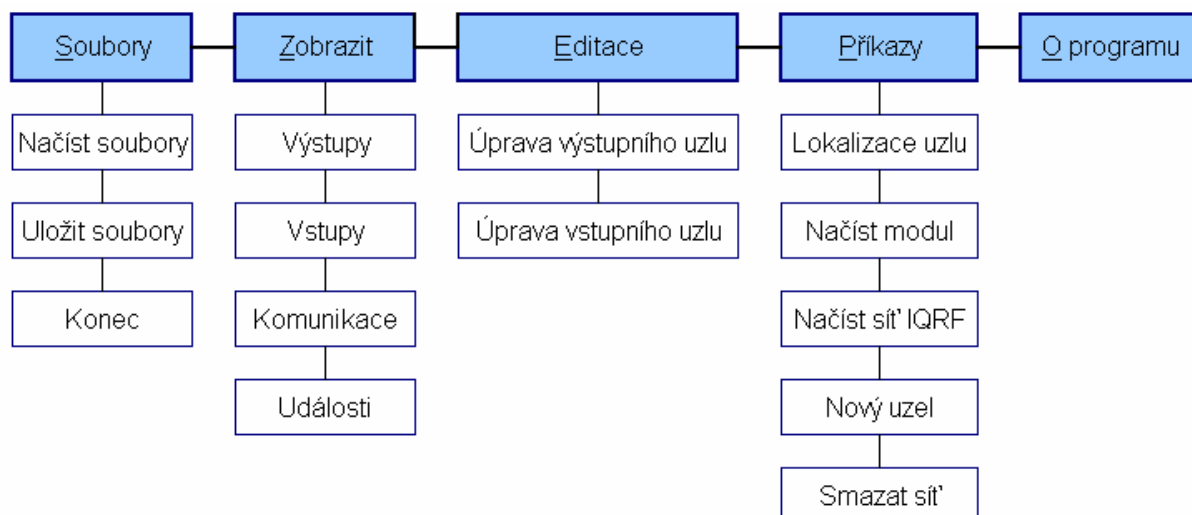 Soubory
Zobrazit
Editace
Příkazy
O programu
Načíst soubory
Výstupy
Úprava výstupního uzlu
Lokalizace uzlu
Uložit soubory
Vstupy
Úprava vstupního uzlu
Načíst modul
Konec
Komunikace
Načíst síť IQRF
Události
Nový uzel
Smazat síť